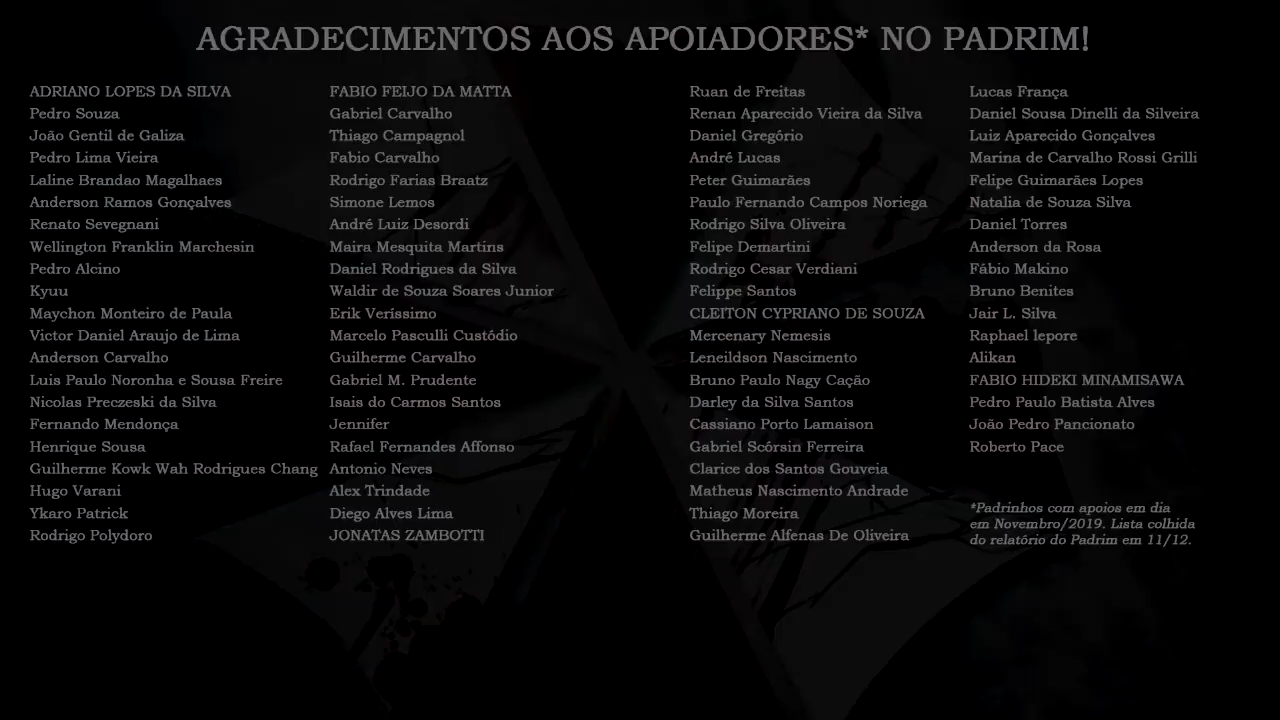 AGRADECIMENTOS AOS APOIADORES* NO PADRIM!
ADRIANO LOPES DA SILVA
Pedro Souza
João Gentil de Galiza
Pedro Lima Vieira
Laline Brandao Magalhaes
Anderson Ramos Gonçalves
Renato Sevegnani
Wellington Franklin Marchesin
Pedro Alcino
Kyuu
Maychon Monteiro de Paula
Victor Daniel Araujo de Lima
Anderson Carvalho
Luis Paulo Noronha e Sousa Freire
Nicolas Preczeski da Silva
Fernando Mendonça
Henrique Sousa
Guilherme Kowk Wah Rodrigues Chang
Hugo Varani
Ykaro Patrick
Rodrigo Polydoro
FABIO FEIJO DA MATTA
Gabriel Carvalho
Thiago Campagnol
Fabio Carvalho
Rodrigo Farias Braatz
Simone Lemos
André Luiz Desordi
Maira Mesquita Martins
Daniel Rodrigues da Silva
Waldir de Souza Soares Junior
Erik Veríssimo
Marcelo Pasculli Custódio
Guilherme Carvalho
Gabriel M. Prudente
Isais do Carmos Santos
Jennifer
Rafael Fernandes Affonso
Antonio Neves
Alex Trindade
Diego Alves Lima
JONATAS ZAMBOTTI
Ruan de Freitas
Renan Aparecido Vieira da Silva
Daniel Gregório
André Lucas
Peter Guimarães
Paulo Fernando Campos Noriega
Rodrigo Silva Oliveira
Felipe Demartini
Rodrigo Cesar Verdiani
Felippe Santos
CLEITON CYPRIANO DE SOUZA
Mercenary Nemesis
Leneildson Nascimento
Bruno Paulo Nagy Cação
Darley da Silva Santos
Cassiano Porto Lamaison
Gabriel Scórsin Ferreira
Clarice dos Santos Gouveia
Matheus Nascimento Andrade
Thiago Moreira
Guilherme Alfenas De Oliveira
Lucas França
Daniel Sousa Dinelli da Silveira
Luiz Aparecido Gonçalves
Marina de Carvalho Rossi Grilli
Felipe Guimarães Lopes
Natalia de Souza Silva
Daniel Torres
Anderson da Rosa
Fábio Makino
Bruno Benites
Jair L. Silva
Raphael lepore
Alikan
FABIO HIDEKI MINAMISAWA
Pedro Paulo Batista Alves
João Pedro Pancionato
Roberto Pace
*Padrinhos com apoios em dia
em Novembro/2019. Lista colhida
do relatório do Padrim em 11/12.